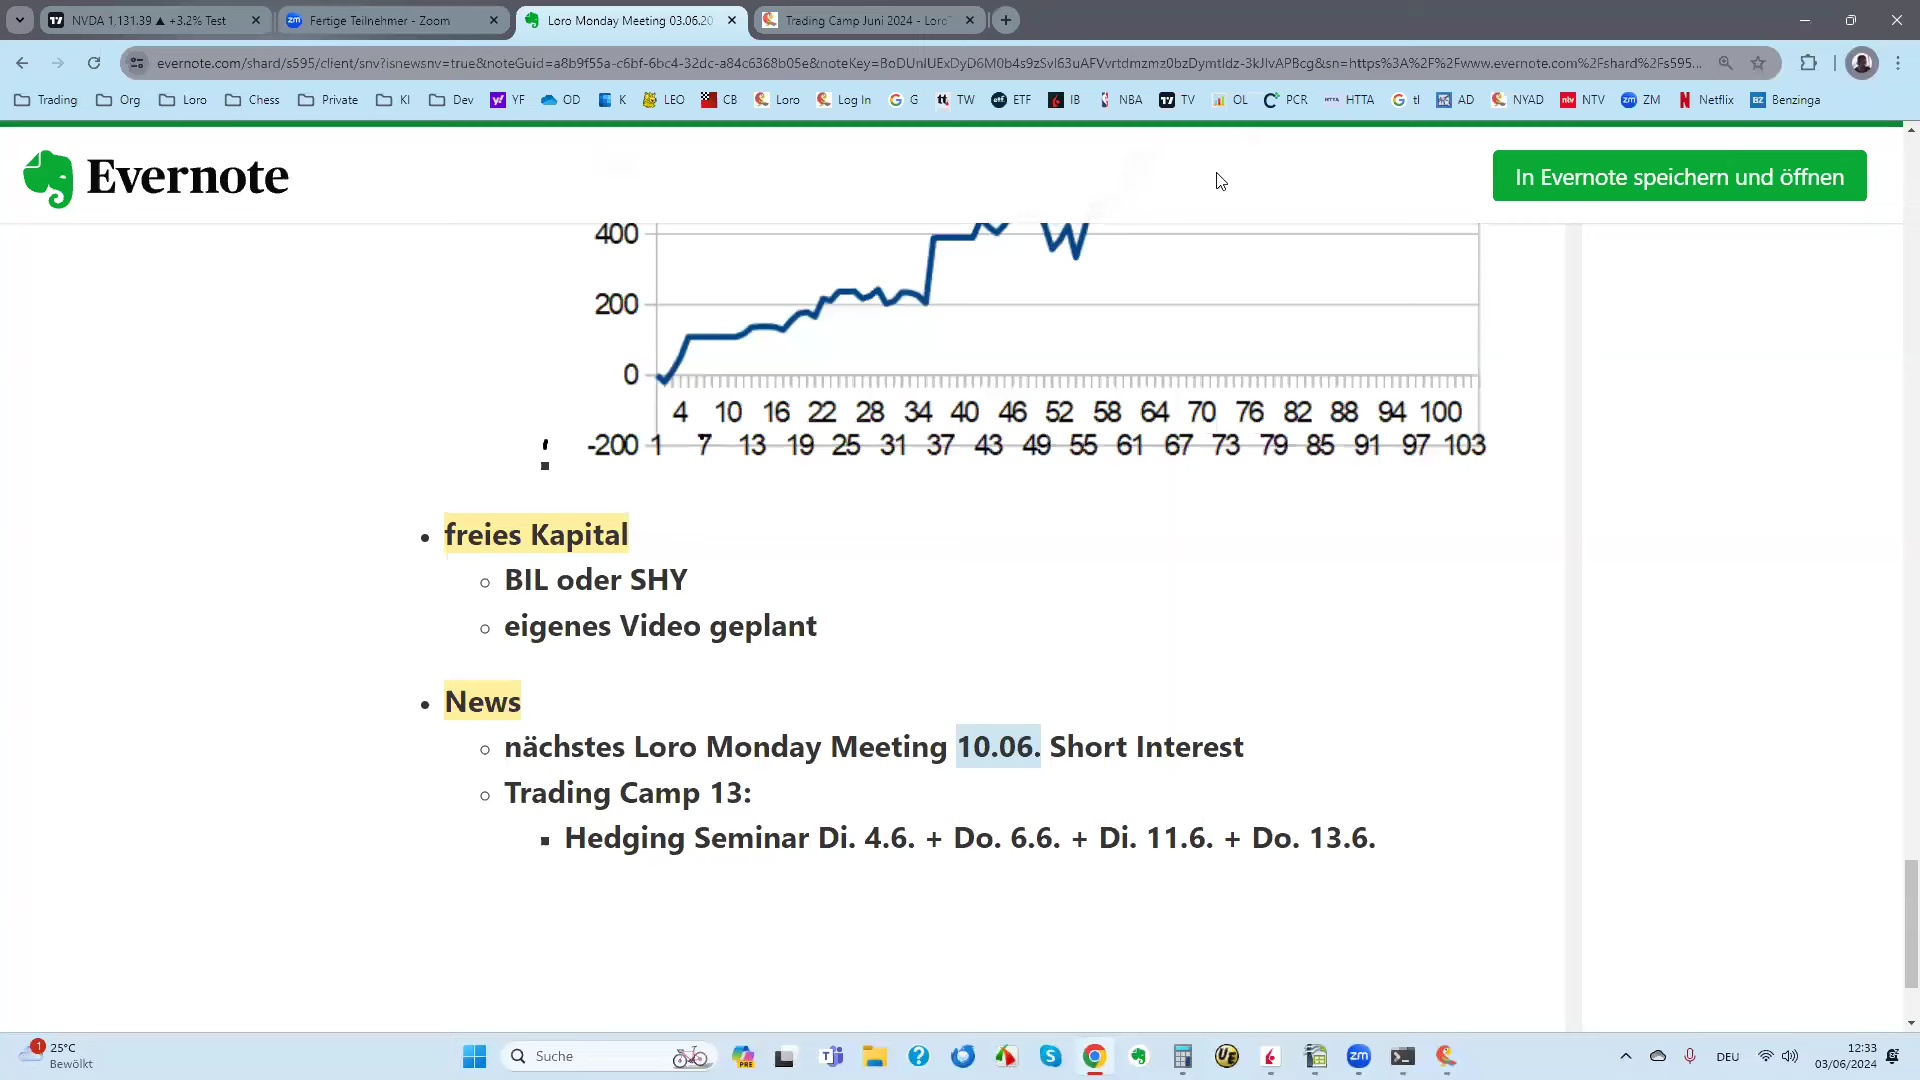 NVDA 1,131.39 ▲ +3.2% Test
Fertige Teilnehmer - Zoom
Loro Monday Meeting 03.06.20
Trading Camp Juni 2024 - Loro
evernote.com/shard/s595/client/snv?isnewsnv=true&noteGuid=a8b9f55a-c6bf-6bc4-32dc-a84c6368b05e&noteKey=BoDUnIUExDyD6M0b4s9zSvl63uAFVvrtdmzmz0bzDymtldz-3kJlvAPBcg&sn=https%3A%2F%2Fwww.evernote.com%2Fshard%2Fs595...
Trading Org Loro Chess Private KI Dev YF OD K LEO CB Loro Log In G TW ETF IB NBA TV OL PCR HTTA tl AD NYAD NTV ZM Netflix Benzinga
Evernote
In Evernote speichern und öffnen
400
200
0
4 10 16 22 28 34 40 46 52 58 64 70 76 82 88 94 100
-200 1 7 13 19 25 31 37 43 49 55 61 67 73 79 85 91 97 103
freies Kapital
BIL oder SHY
eigenes Video geplant
News
nächstes Loro Monday Meeting 10.06. Short Interest
Trading Camp 13:
Hedging Seminar Di. 4.6. + Do. 6.6. + Di. 11.6. + Do. 13.6.
1
25°C
Bewölkt
Suche
PRE
UE
zm
DEU
12:33
03/06/2024